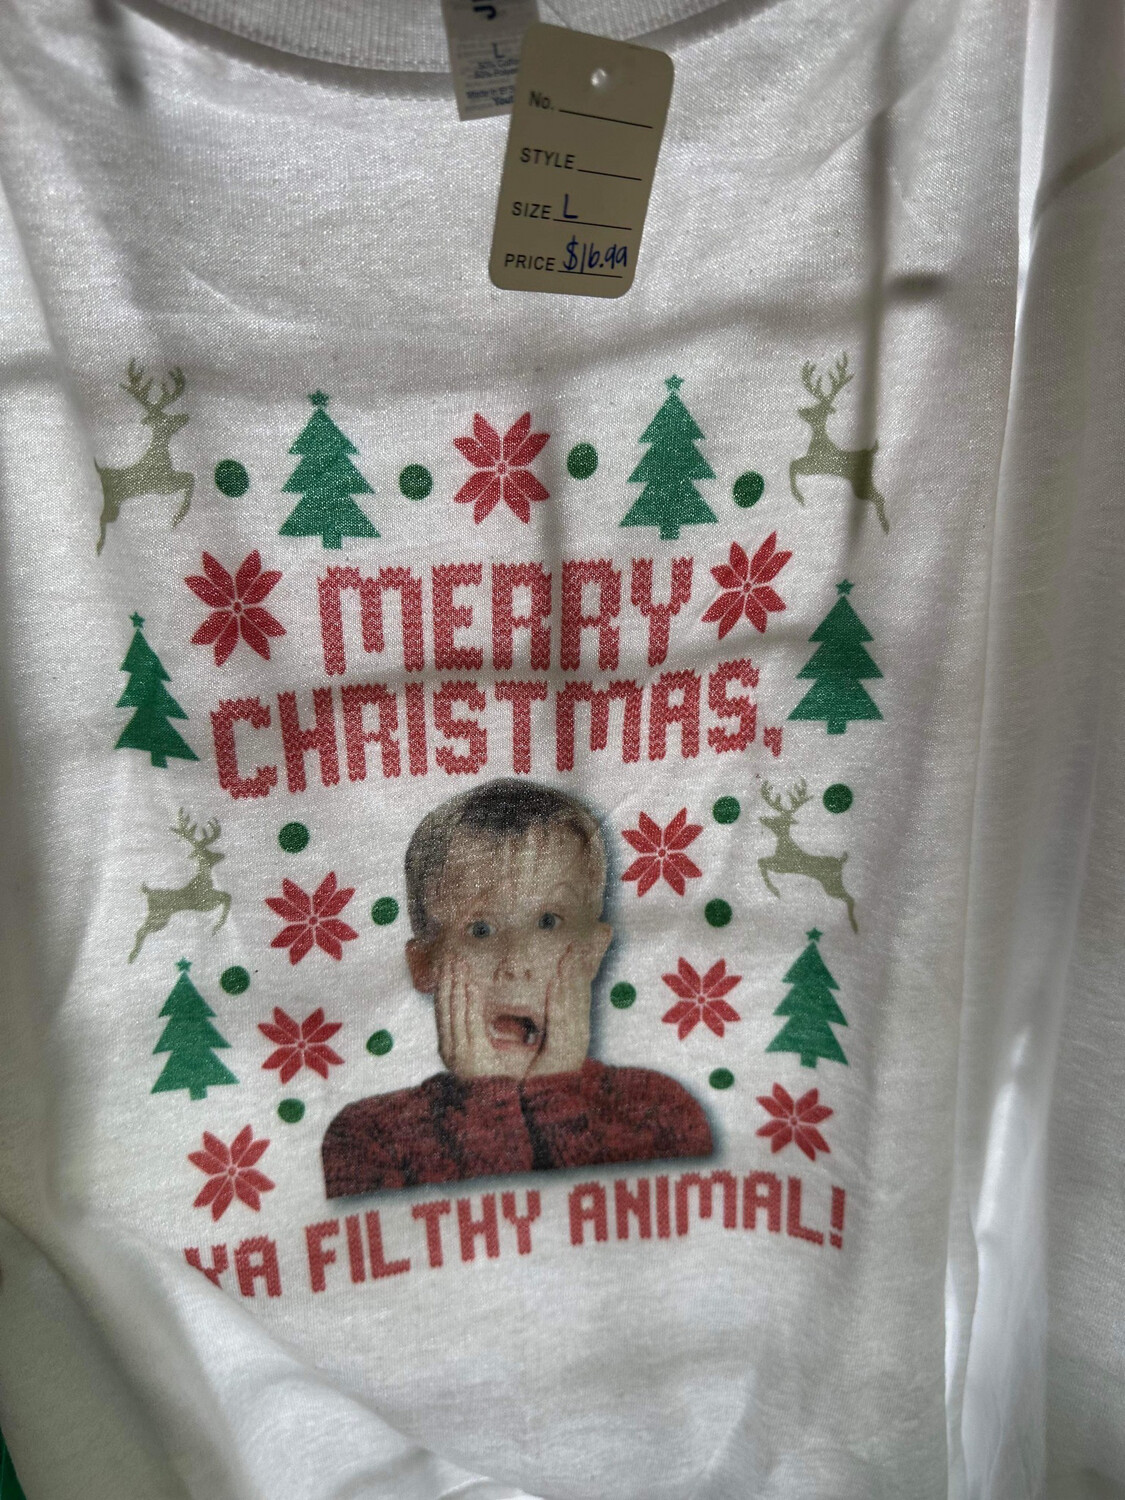 L
No.
STYLE
SIZE L
PRICE $16.99
MERRY
CHRISTMAS,
YA FILTHY ANIMAL!